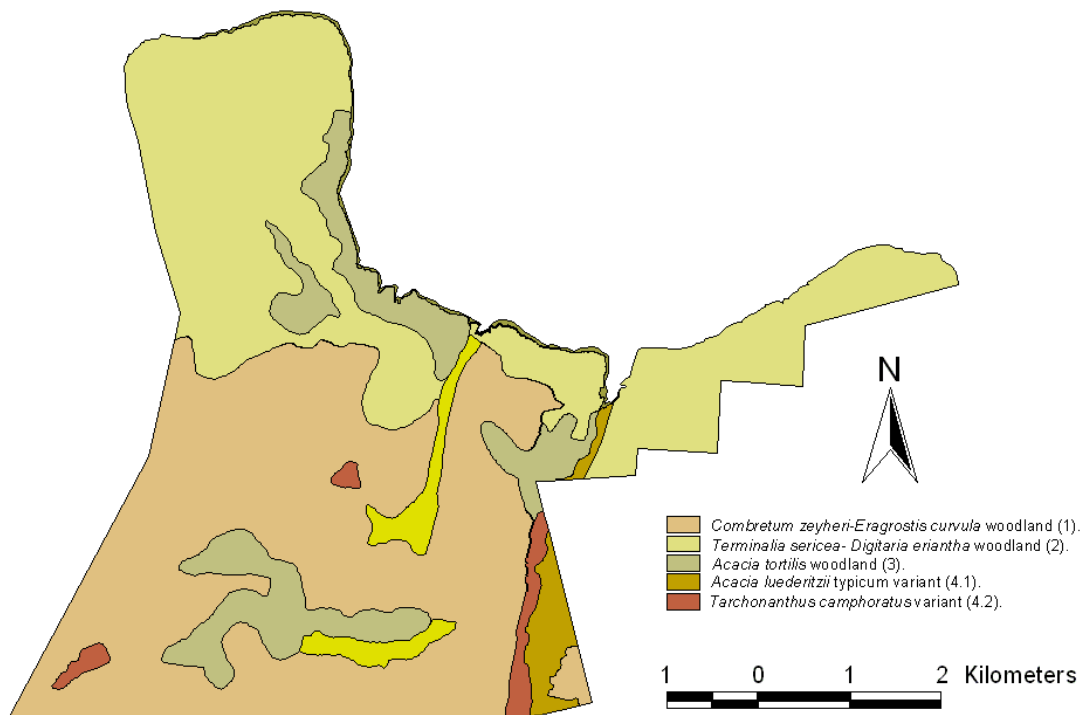 N
Combretum zeyheri-Eragrostis curvula woodland (1).
Terminalia sericea- Digitaria eriantha woodland (2).
Acacia tortilis woodland (3).
Acacia luederitzii typicum variant (4.1).
Tarchonanthus camphoratus variant (4.2).
1 0 1 2 Kilometers